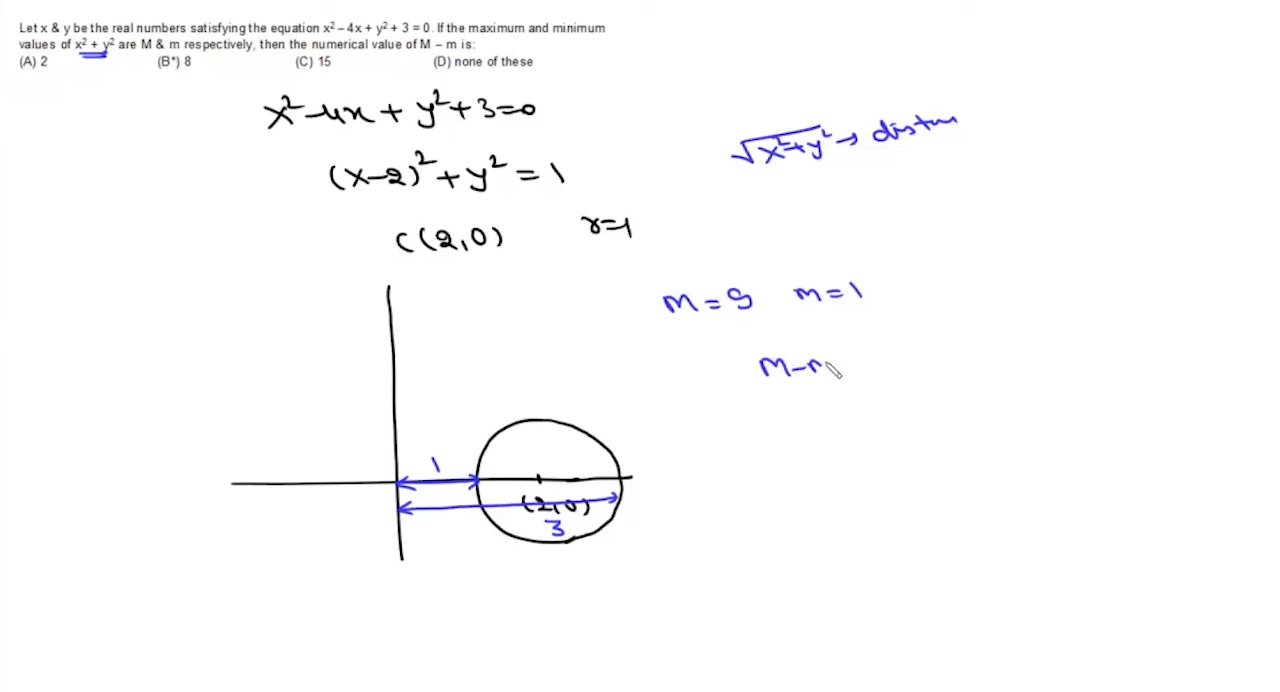 Let x & y be the real numbers satisfying the equation x² – 4x + y² + 3 = 0. If the maximum and minimum
values of x² + y² are M & m respectively, then the numerical value of M – m is:
(A) 2 (B*) 8 (C) 15 (D) none of these
x² - 4x + y² + 3 = 0
√x² + y² → distan
(x-2)² + y² = 1
C(2,0) r=1
M = 9 m = 1
M - m
1
(2,0)
3